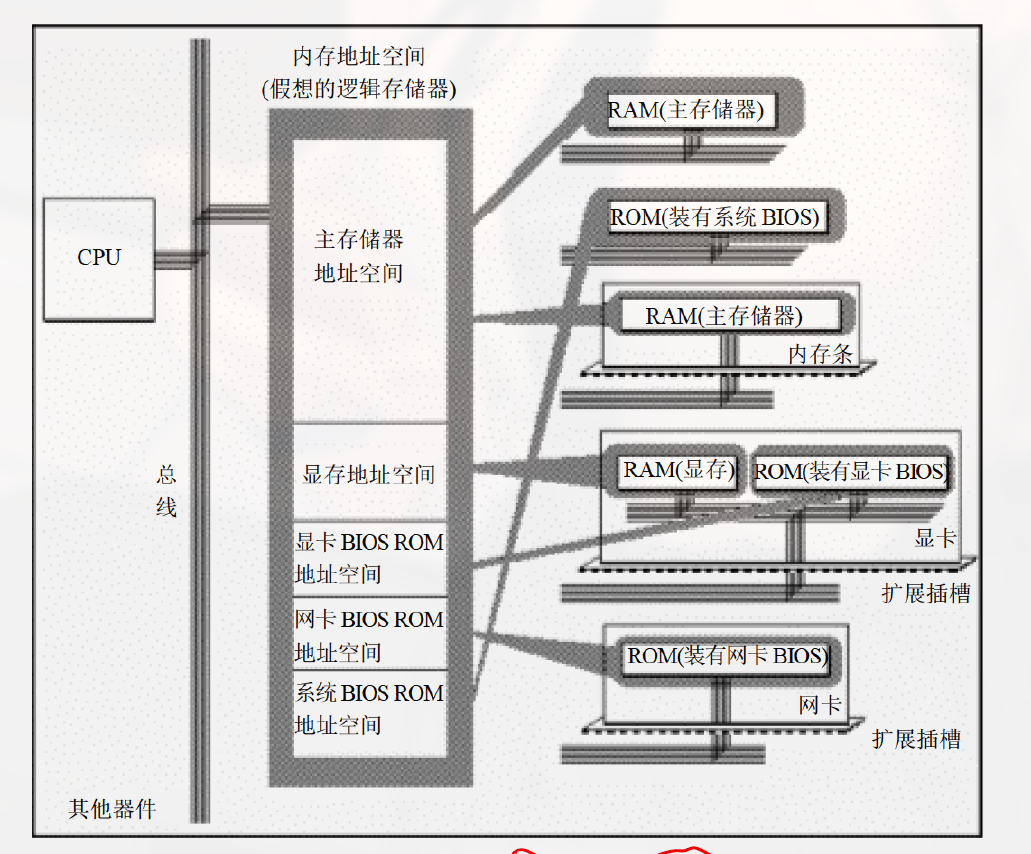 内存地址空间
(假想的逻辑存储器)
RAM(主存储器)
ROM(装有系统 BIOS)
CPU
主存储器
地址空间
RAM(主存储器)
内存条
总
线
显存地址空间
RAM(显存)
ROM(装有显卡 BIOS)
显卡
扩展插槽
显卡 BIOS ROM
地址空间
网卡 BIOS ROM
地址空间
ROM(装有网卡 BIOS)
网卡
扩展插槽
系统 BIOS ROM
地址空间
其他器件